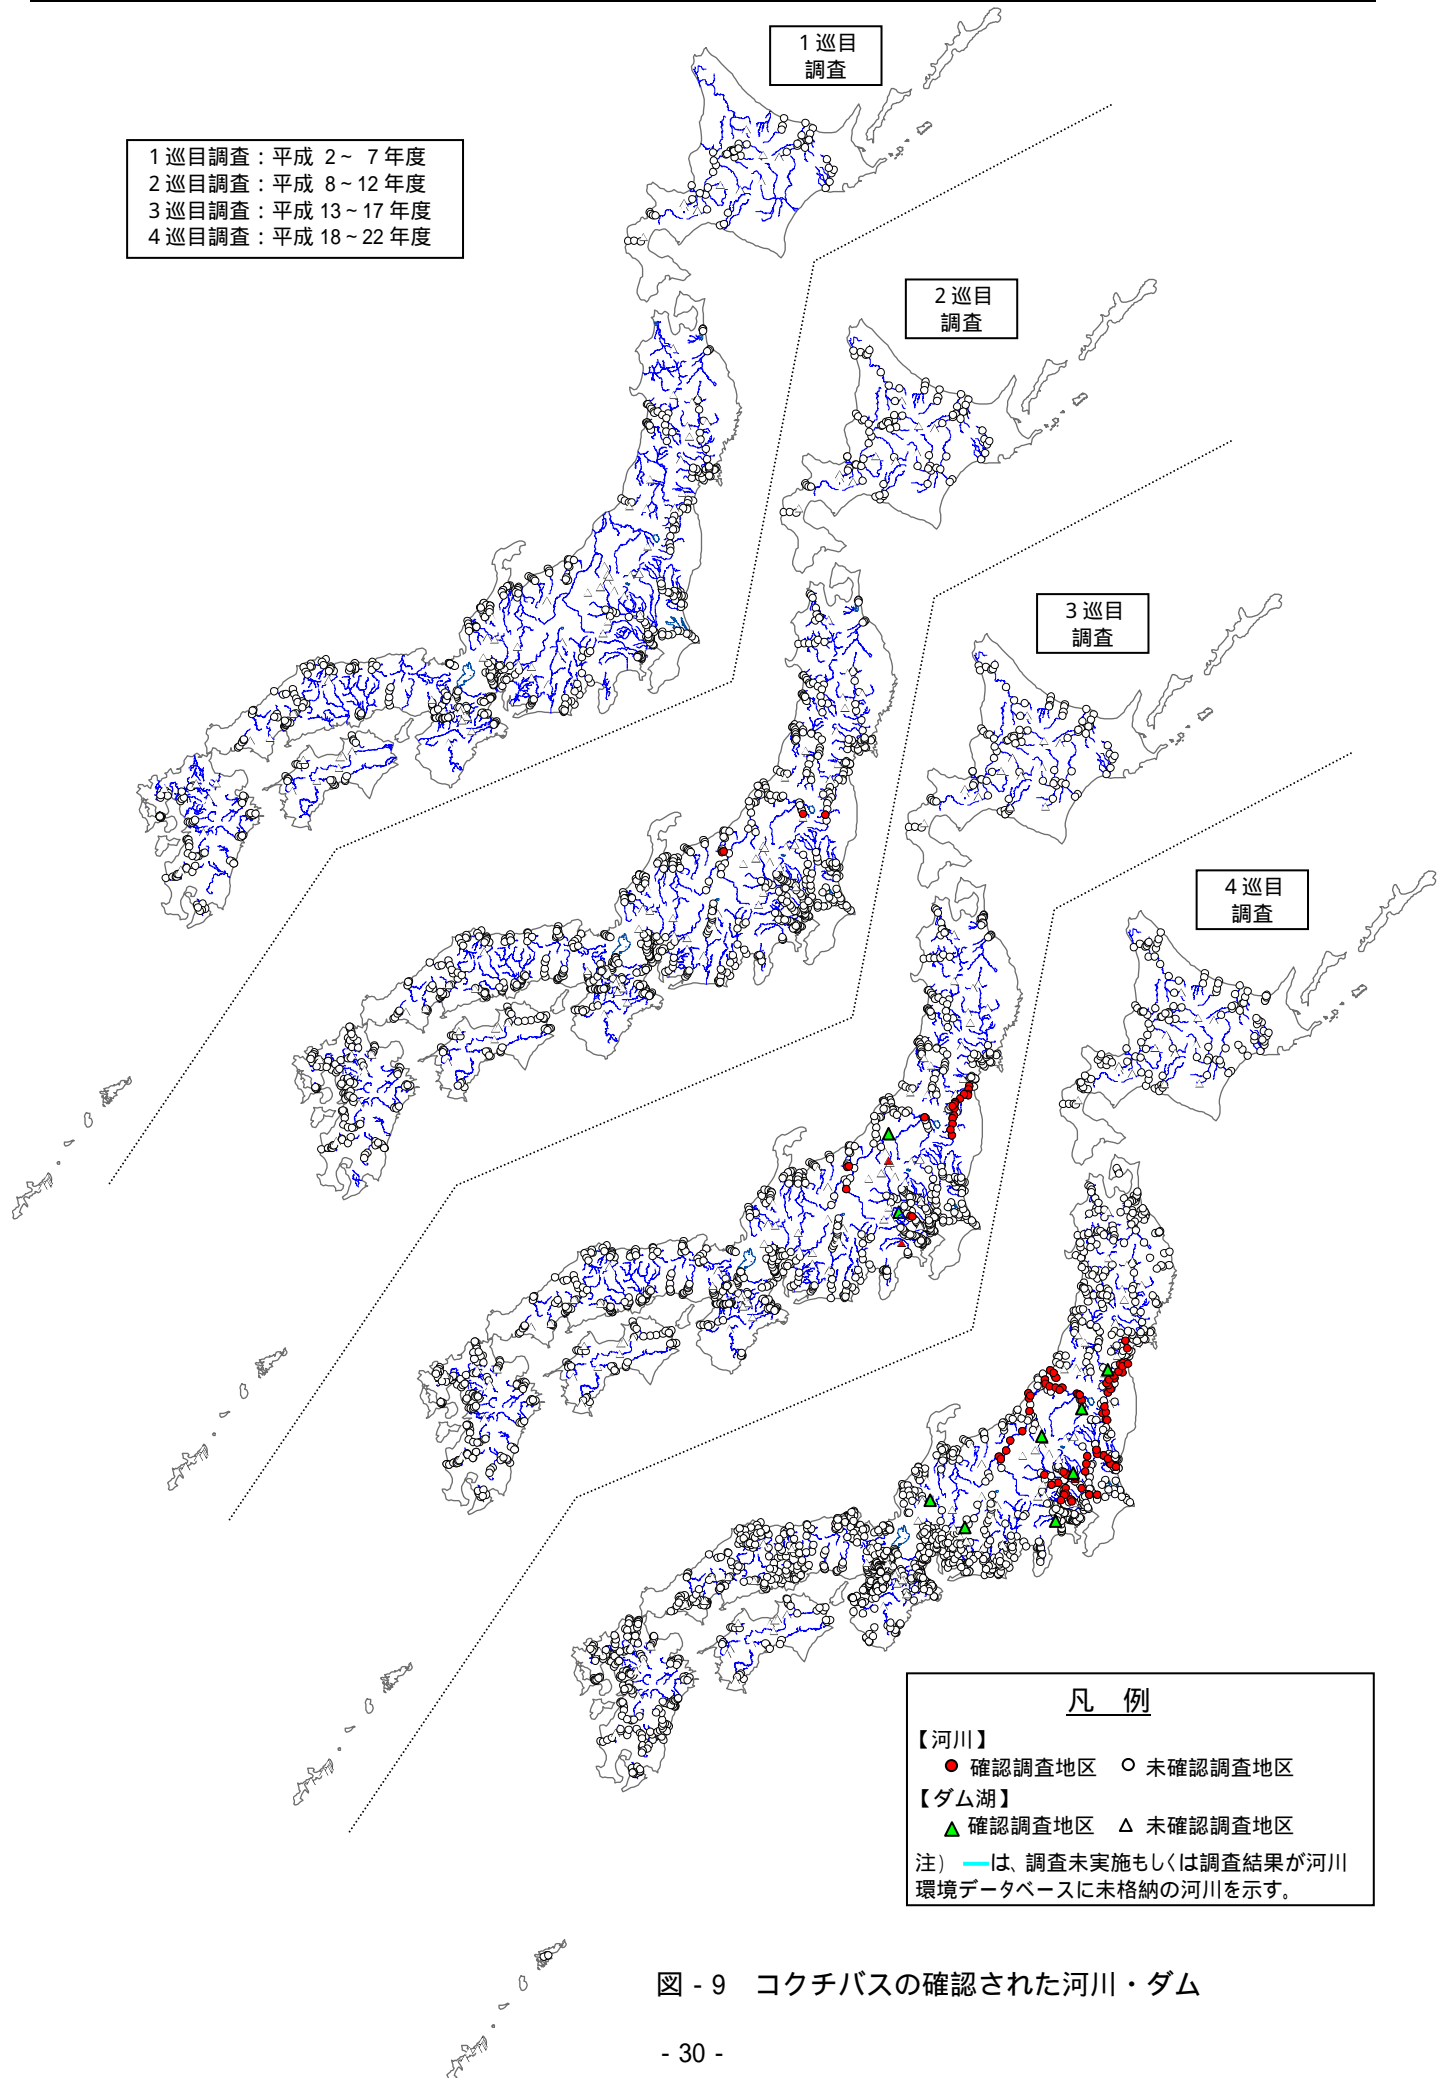 1巡目
調査
1巡目調査：平成 2～ 7年度
2巡目調査：平成 8～12年度
3巡目調査：平成13～17年度
4巡目調査：平成18～22年度
2巡目
調査
3巡目
調査
4巡目
調査
凡 例
【河川】
確認調査地区 未確認調査地区
【ダム湖】
確認調査地区 未確認調査地区
注) は、調査未実施もしくは調査結果が河川
環境データベースに未格納の河川を示す。
図-9 コクチバスの確認された河川・ダム
- 30 -